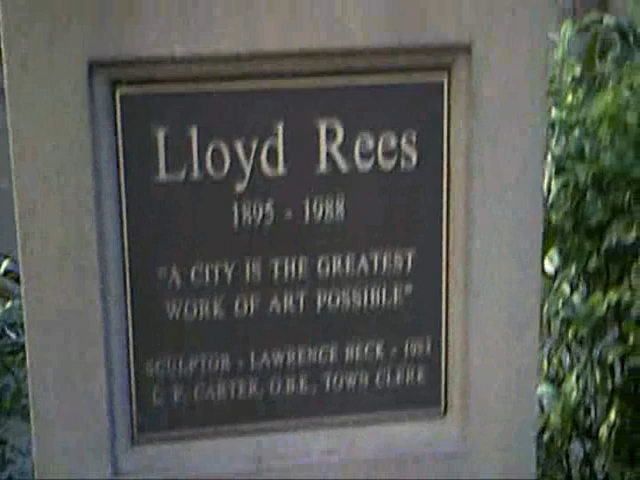 Lloyd Rees
1895 - 1988
"A CITY IS THE GREATEST
WORK OF ART POSSIBLE"
SCULPTOR - LAWRENCE BECK -
CARTER, O.B.E., TOWN CLERK